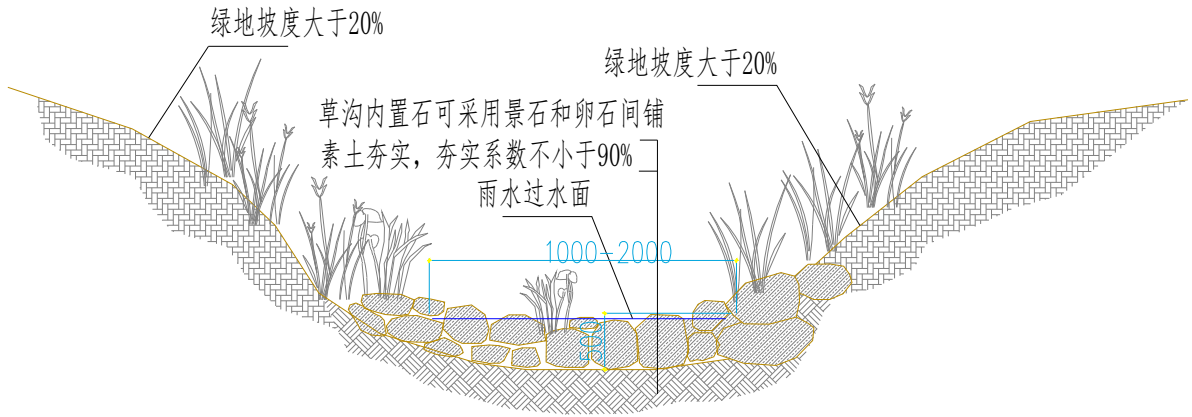 绿地坡度大于20%
绿地坡度大于20%
草沟内置石可采用景石和卵石间铺
素土夯实，夯实系数不小于90%
雨水过水面
1000-2000
500